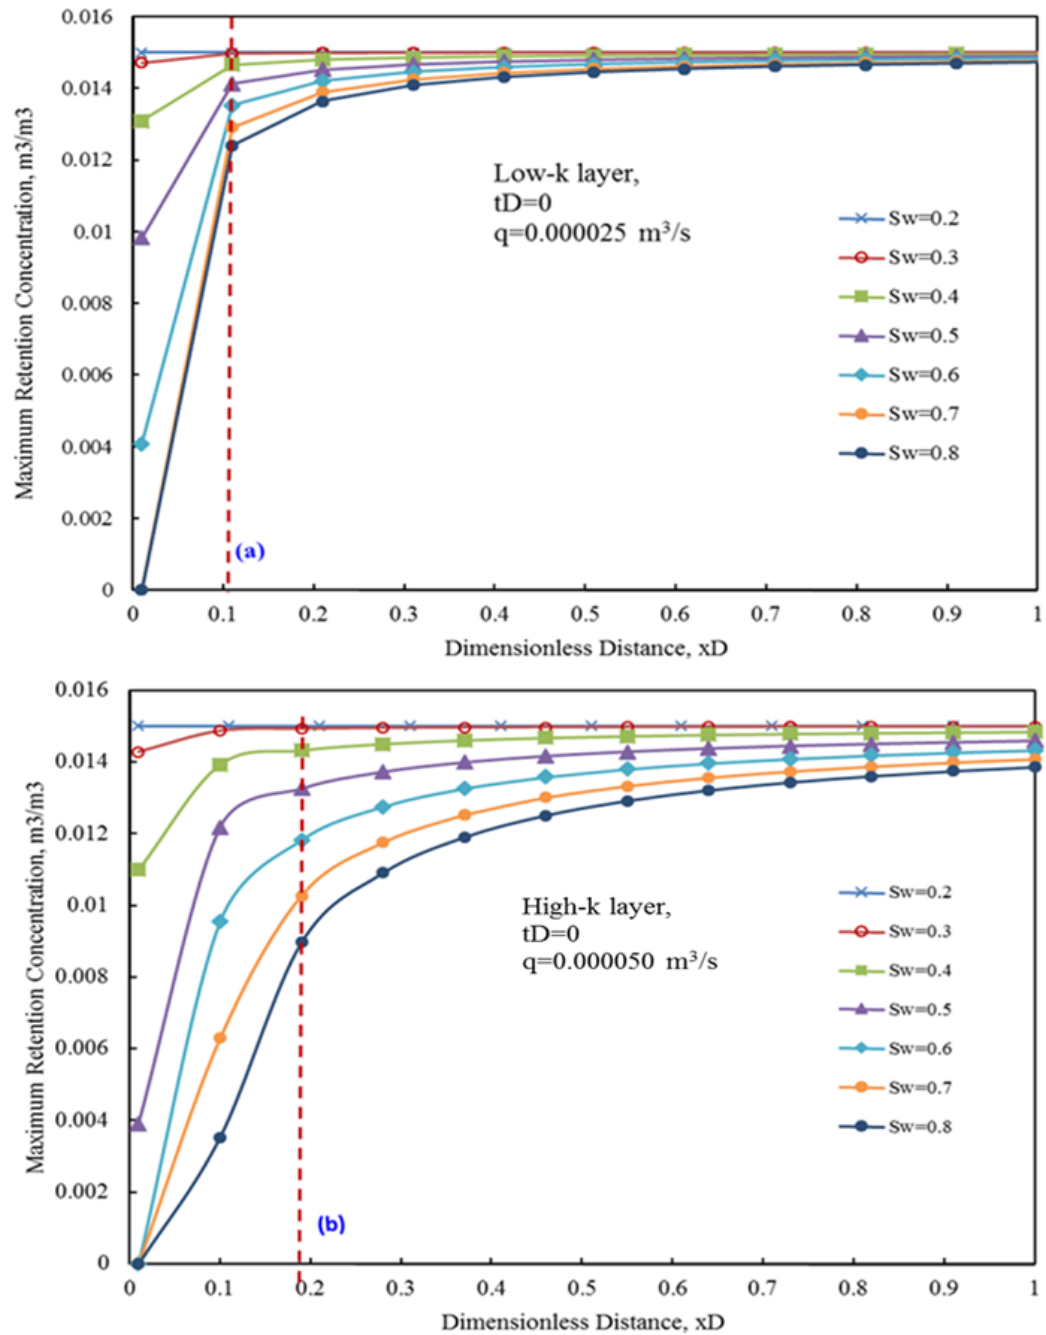 0.016
0.014
0.012
0.01
0.008
0.006
0.004
0.002
0
Maximum Retention Concentration, m3/m3
Low-k layer,
tD=0
q=0.000025 m³/s
Sw=0.2
Sw=0.3
Sw=0.4
Sw=0.5
Sw=0.6
Sw=0.7
Sw=0.8
(a)
0 0.1 0.2 0.3 0.4 0.5 0.6 0.7 0.8 0.9 1
Dimensionless Distance, xD
0.016
0.014
0.012
0.01
0.008
0.006
0.004
0.002
0
Maximum Retention Concentration, m3/m3
High-k layer,
tD=0
q=0.000050 m³/s
Sw=0.2
Sw=0.3
Sw=0.4
Sw=0.5
Sw=0.6
Sw=0.7
Sw=0.8
(b)
0 0.1 0.2 0.3 0.4 0.5 0.6 0.7 0.8 0.9 1
Dimensionless Distance, xD